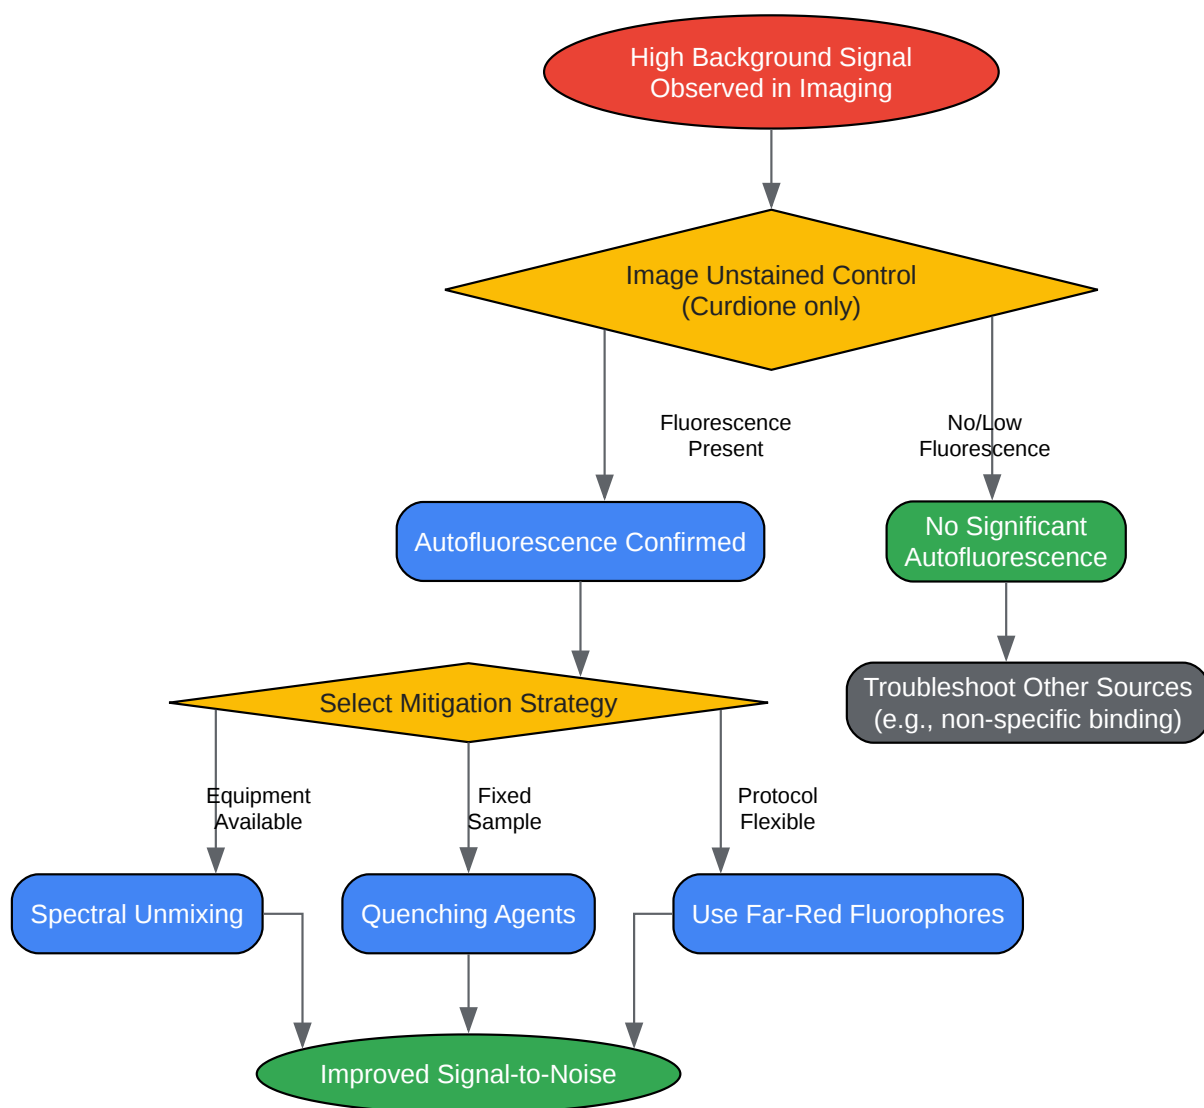 High Background Signal
Observed in Imaging
Image Unstained Control
(Curdione only)
Fluorescence
Present
No/Low
Fluorescence
Autofluorescence Confirmed
No Significant
Autofluorescence
Select Mitigation Strategy
Troubleshoot Other Sources
(e.g., non-specific binding)
Equipment
Available
Fixed
Sample
Protocol
Flexible
Spectral Unmixing
Quenching Agents
Use Far-Red Fluorophores
Improved Signal-to-Noise